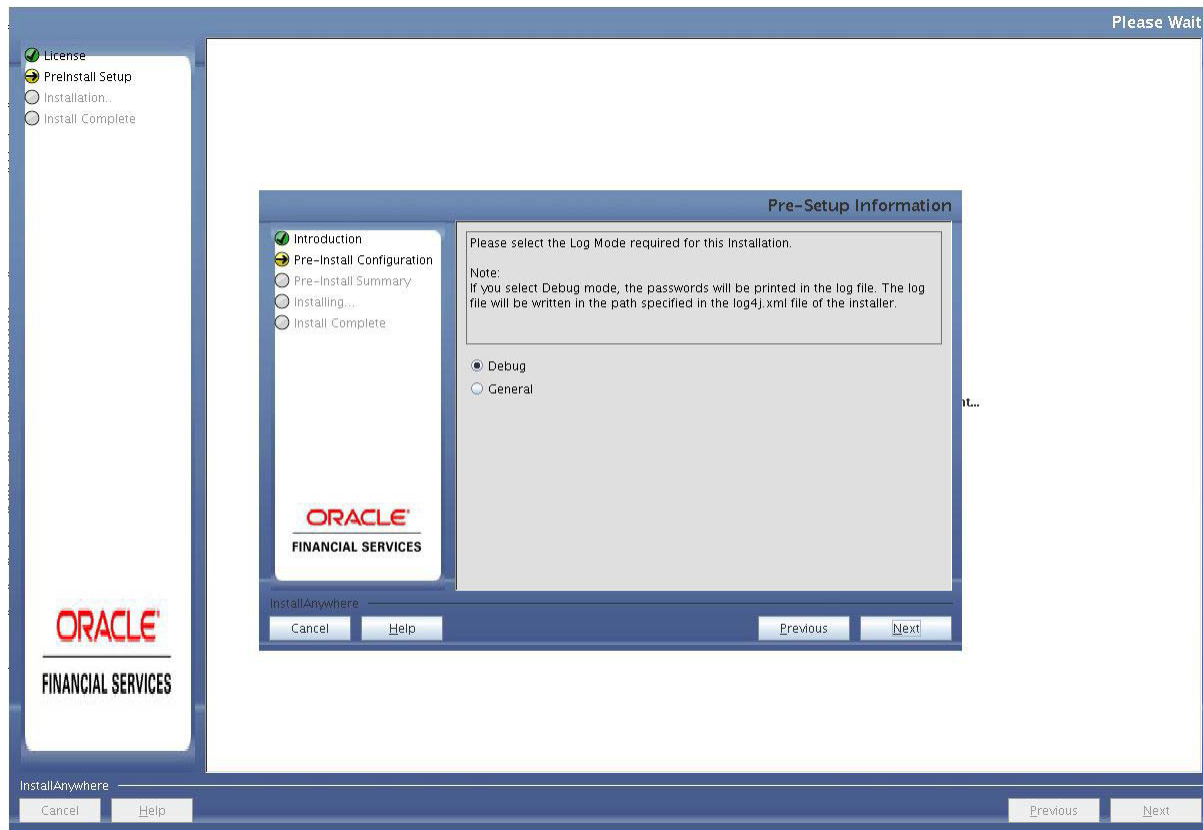 Please Wait
License
PreInstall Setup
Installation..
Install Complete
Pre-Setup Information
Introduction
Pre-Install Configuration
Pre-Install Summary
Installing...
Install Complete
Please select the Log Mode required for this Installation.
Note:
If you select Debug mode, the passwords will be printed in the log file. The log
file will be written in the path specified in the log4j.xml file of the installer.
Debug
General
nt...
ORACLE'
FINANCIAL SERVICES
InstallAnywhere
Cancel
Help
Previous
Next
ORACLE'
FINANCIAL SERVICES
InstallAnywhere
Cancel
Help
Previous
Next